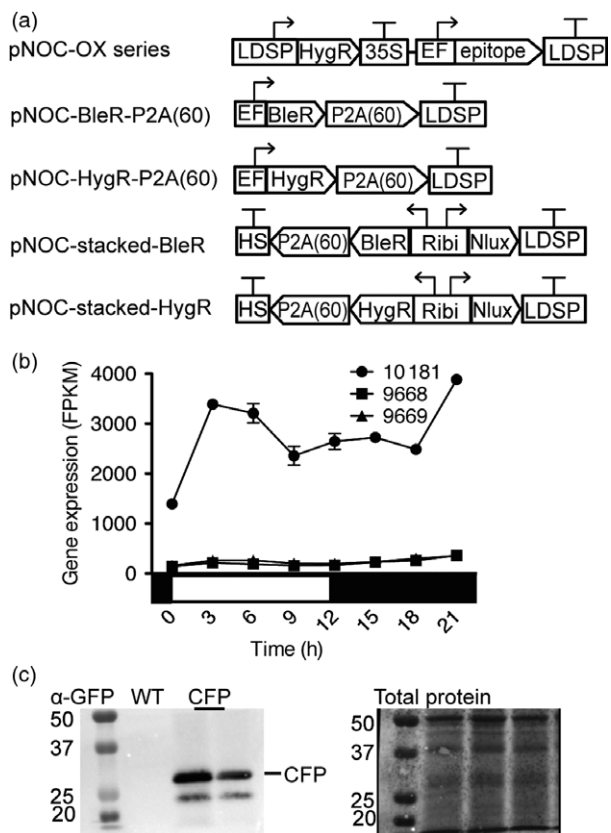 (a)
pNOC-OX series
LDSP HygR 35S EF epitope LDSP
pNOC-BleR-P2A(60)
EF BleR P2A(60) LDSP
pNOC-HygR-P2A(60)
EF HygR P2A(60) LDSP
pNOC-stacked-BleR
HS P2A(60) BleR Ribi Nlux LDSP
pNOC-stacked-HygR
HS P2A(60) HygR Ribi Nlux LDSP
(b)
Gene expression (FPKM)
4000
3000
2000
1000
0
10 181
9668
9669
0 3 6 9 12 15 18 21
Time (h)
(c)
α-GFP WT CFP
50
37
25
20
CFP
Total protein
50
37
25
20